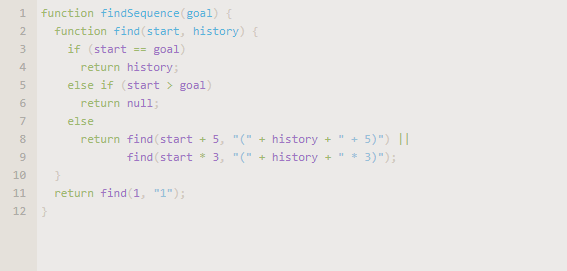 1 function findSequence(goal) {
2   function find(start, history) {
3     if (start == goal)
4       return history;
5     else if (start > goal)
6       return null;
7     else
8       return find(start + 5, "(" + history + " + 5)") ||
9              find(start * 3, "(" + history + " * 3)");
10   }
11   return find(1, "1");
12 }